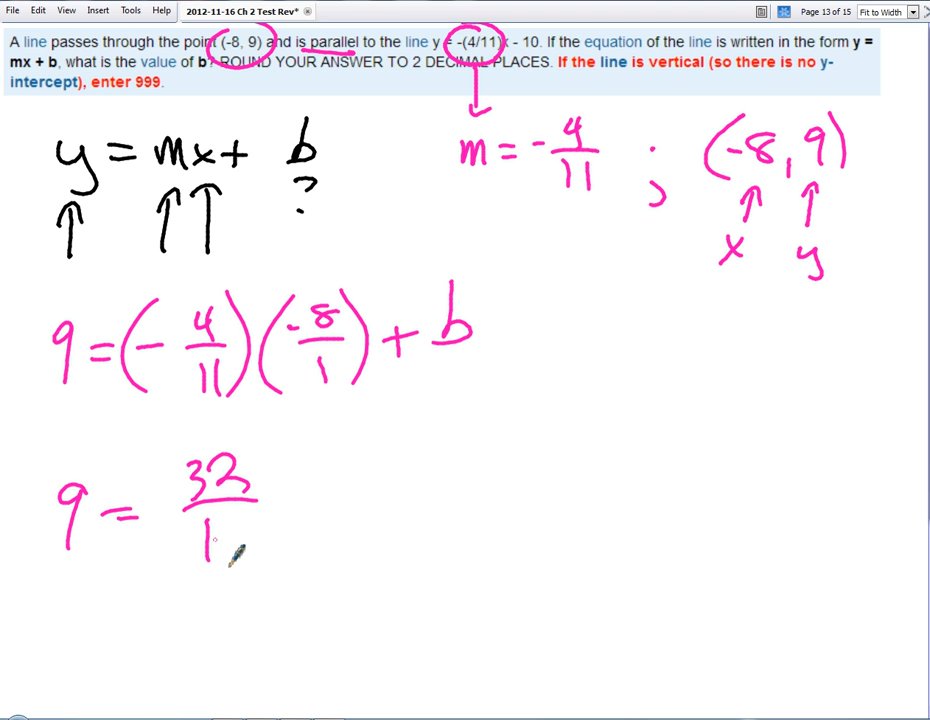 File Edit View Insert Tools Help 2012-11-16 Ch 2 Test Rev* Page 13 of 15 Fit to Width
A line passes through the point (-8, 9) and is parallel to the line y = -(4/11)x - 10. If the equation of the line is written in the form y =
mx + b, what is the value of b? ROUND YOUR ANSWER TO 2 DECIMAL PLACES. If the line is vertical (so there is no y-
intercept), enter 999.
y = mx + b m = - 4/11 ; (-8, 9)
?
x y
9 = (- 4/11)(-8/1) + b
9 = 32/1